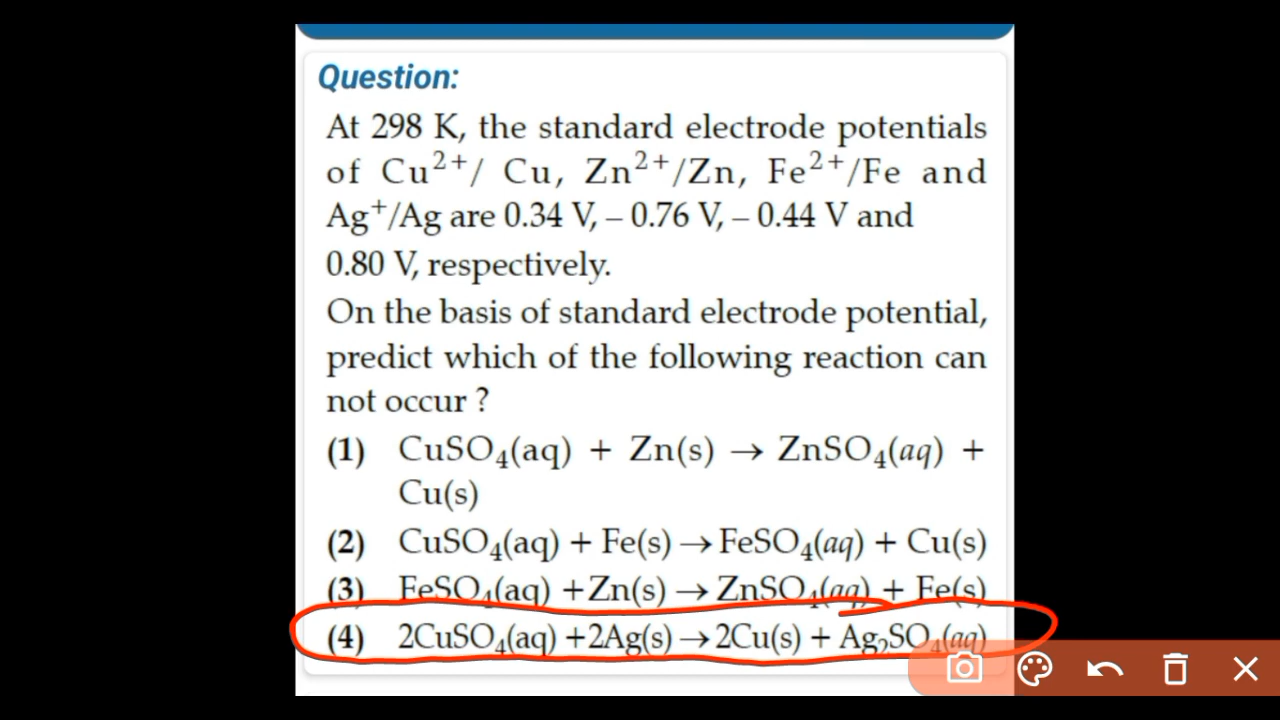 Question:
At 298 K, the standard electrode potentials
of Cu²⁺/ Cu, Zn²⁺/Zn, Fe²⁺/Fe and
Ag⁺/Ag are 0.34 V, – 0.76 V, – 0.44 V and
0.80 V, respectively.
On the basis of standard electrode potential,
predict which of the following reaction can
not occur ?
(1) CuSO₄(aq) + Zn(s) → ZnSO₄(aq) +
Cu(s)
(2) CuSO₄(aq) + Fe(s) → FeSO₄(aq) + Cu(s)
(3) FeSO₄(aq) +Zn(s) → ZnSO₄(aq) + Fe(s)
(4) 2CuSO₄(aq) +2Ag(s) → 2Cu(s) + Ag₂SO₄(aq)